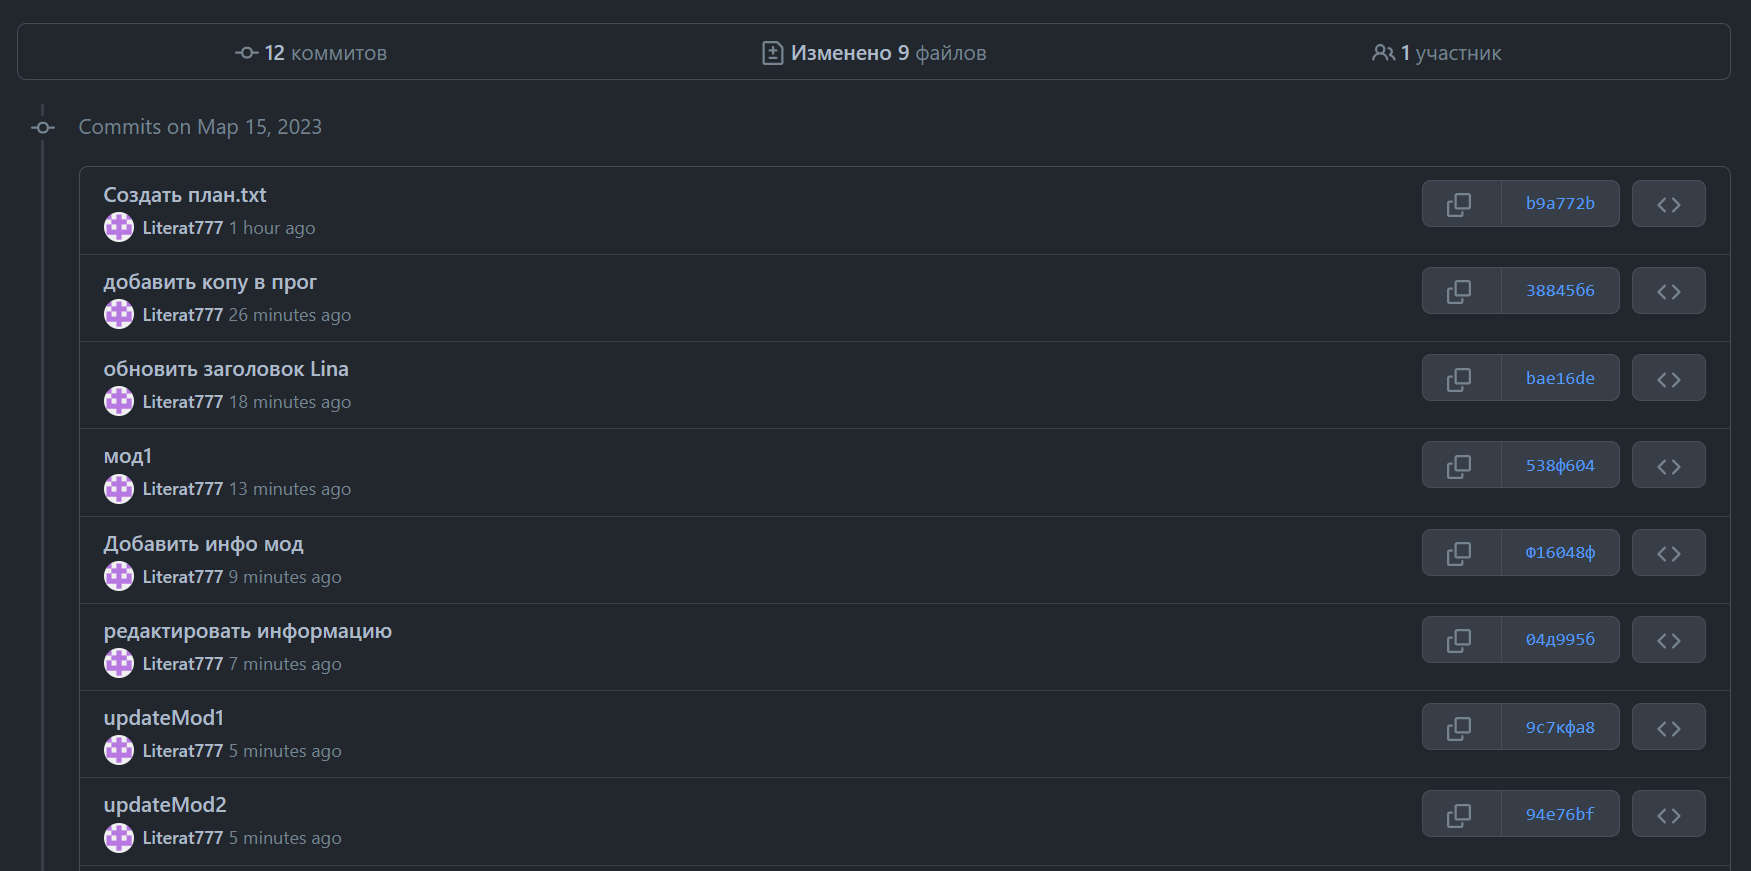 12 коммитов
Изменено 9 файлов
1 участник
Commits on Мар 15, 2023
Создать план.txt
b9a772b
Literat777 1 hour ago
добавить копу в прог
38845б6
Literat777 26 minutes ago
обновить заголовок Lina
bae16de
Literat777 18 minutes ago
мод1
538ф604
Literat777 13 minutes ago
Добавить инфо мод
Ф16048ф
Literat777 9 minutes ago
редактировать информацию
04д995б
Literat777 7 minutes ago
updateMod1
9с7кфа8
Literat777 5 minutes ago
updateMod2
94e76bf
Literat777 5 minutes ago